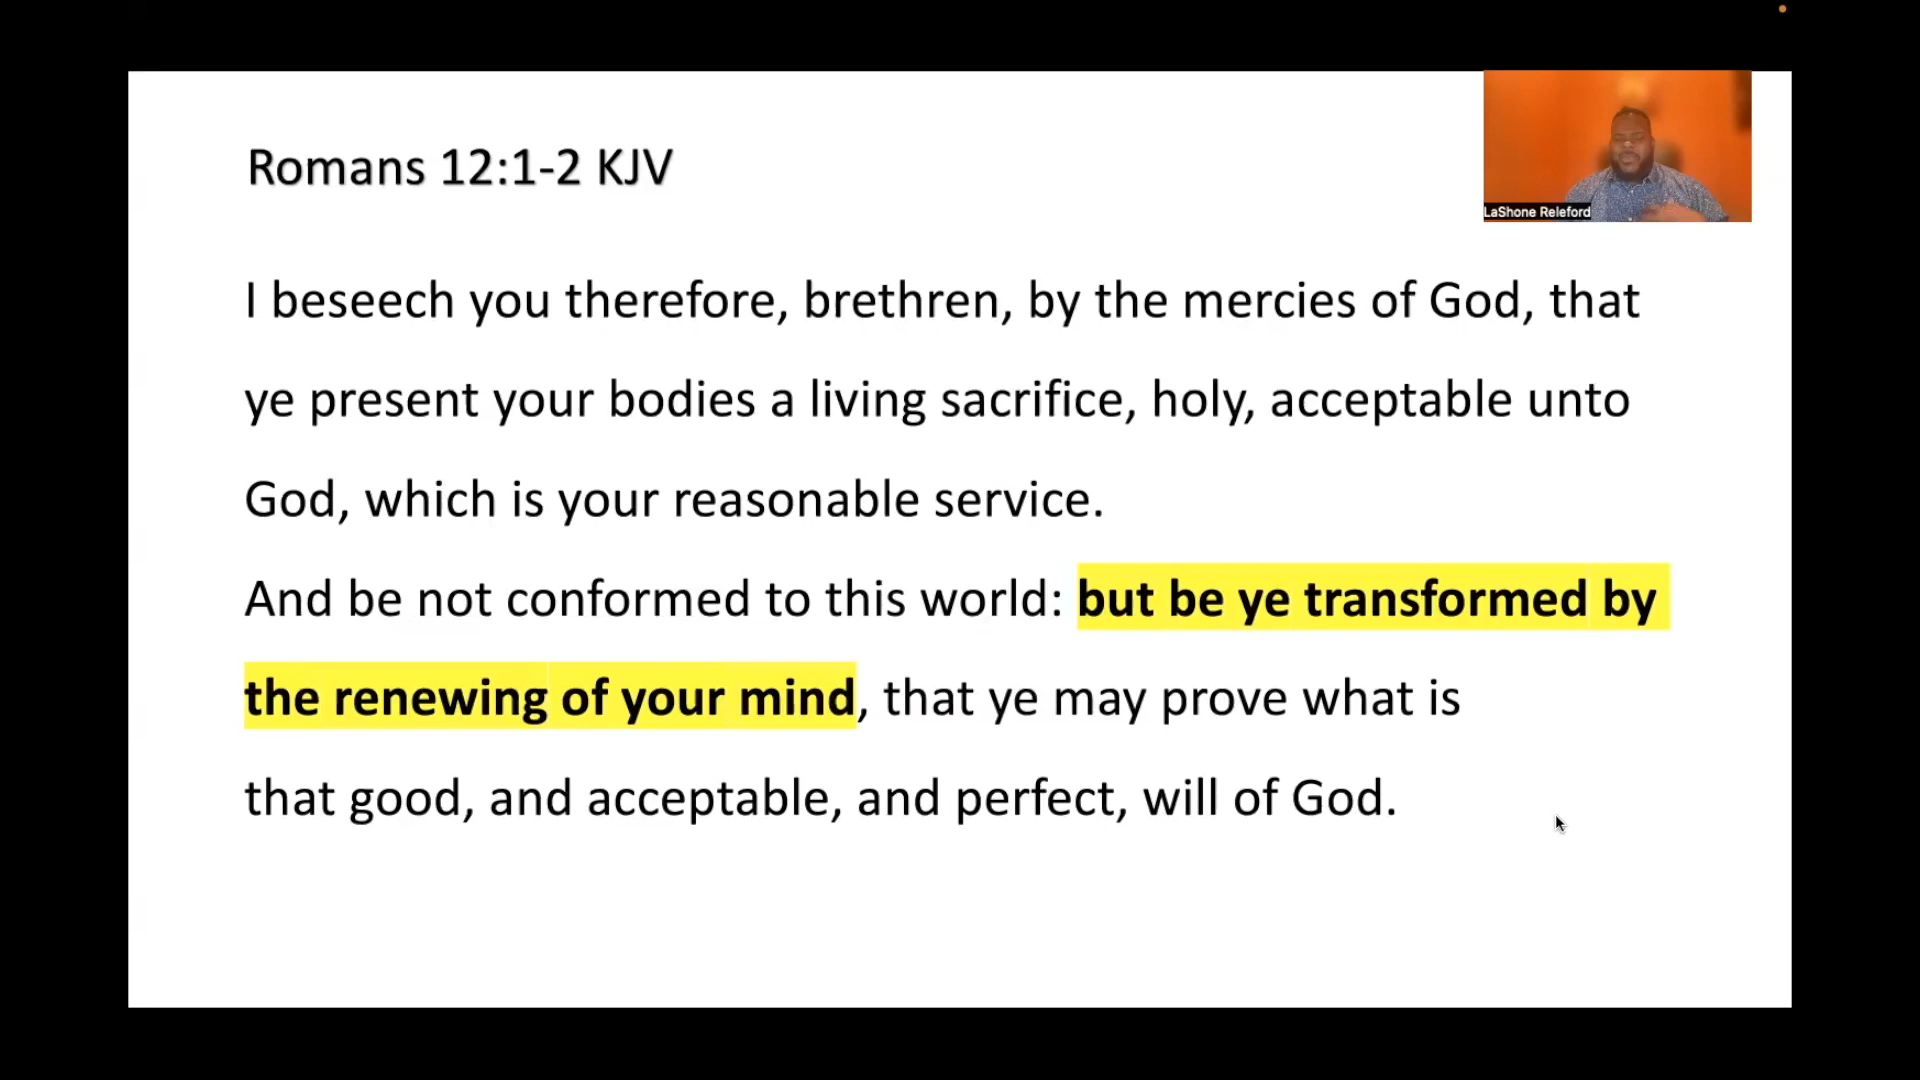 Romans 12:1-2 KJV
LaShone Releford
I beseech you therefore, brethren, by the mercies of God, that
ye present your bodies a living sacrifice, holy, acceptable unto
God, which is your reasonable service.
And be not conformed to this world: but be ye transformed by
the renewing of your mind, that ye may prove what is
that good, and acceptable, and perfect, will of God.